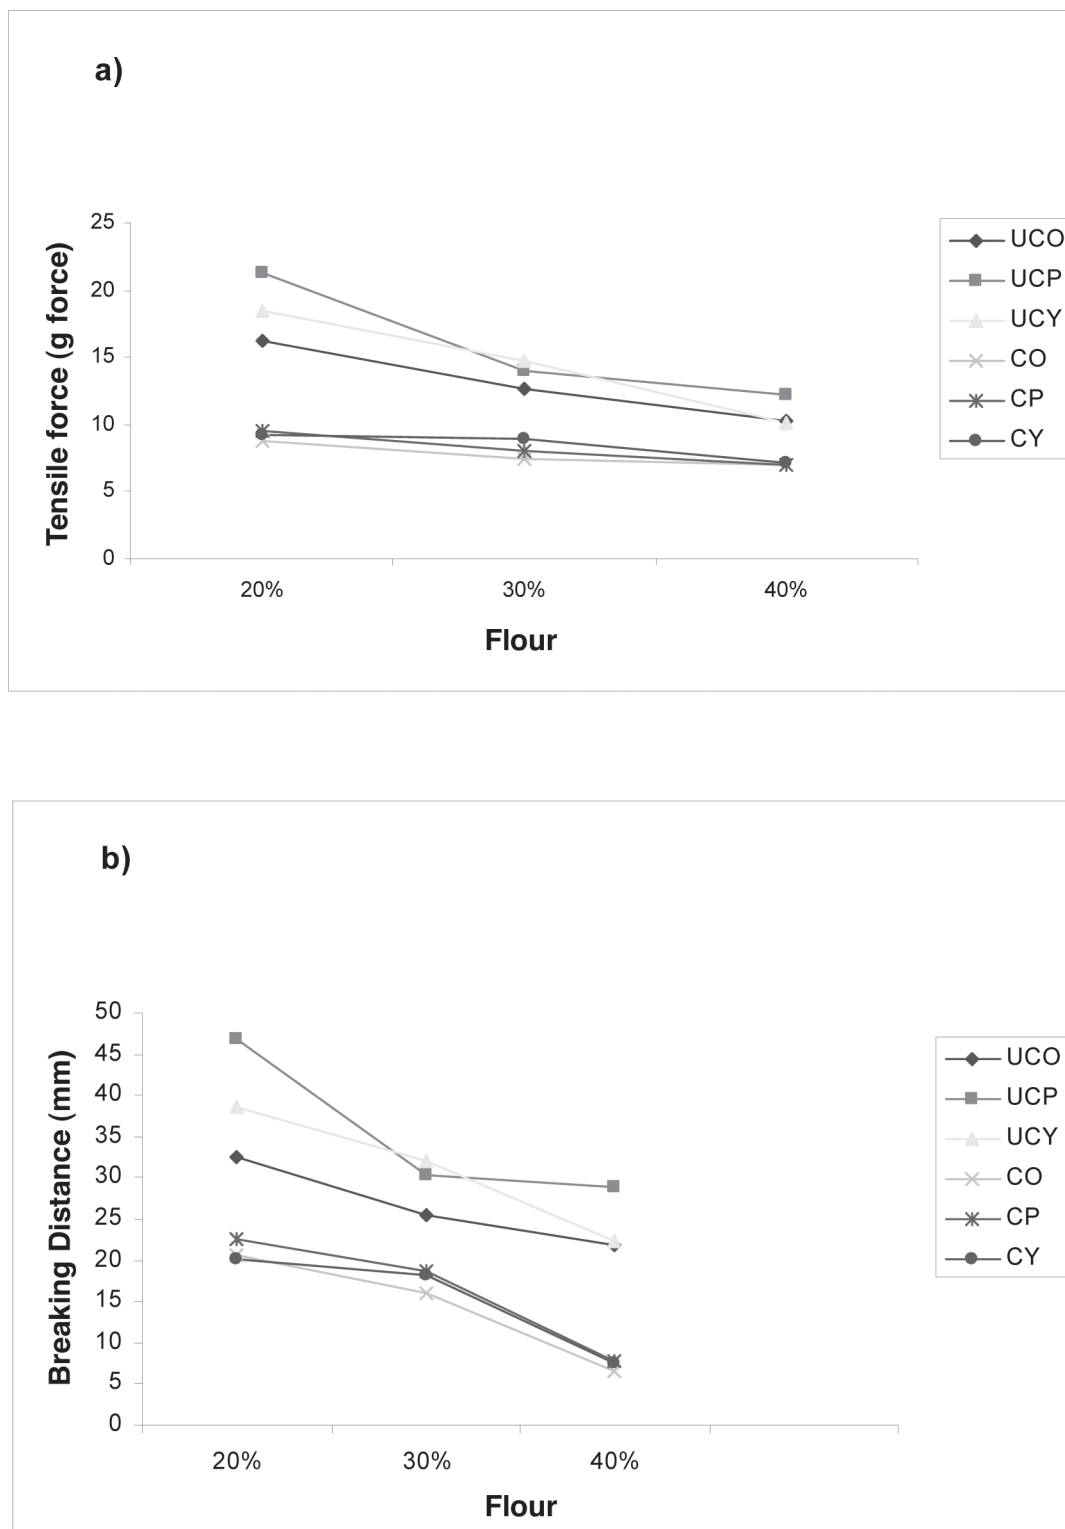 a)
25
20
15
10
5
0
Tensile force (g force)
20% 30% 40%
Flour
UCO
UCP
UCY
CO
CP
CY
b)
50
45
40
35
30
25
20
15
10
5
0
Breaking Distance (mm)
20% 30% 40%
Flour
UCO
UCP
UCY
CO
CP
CY